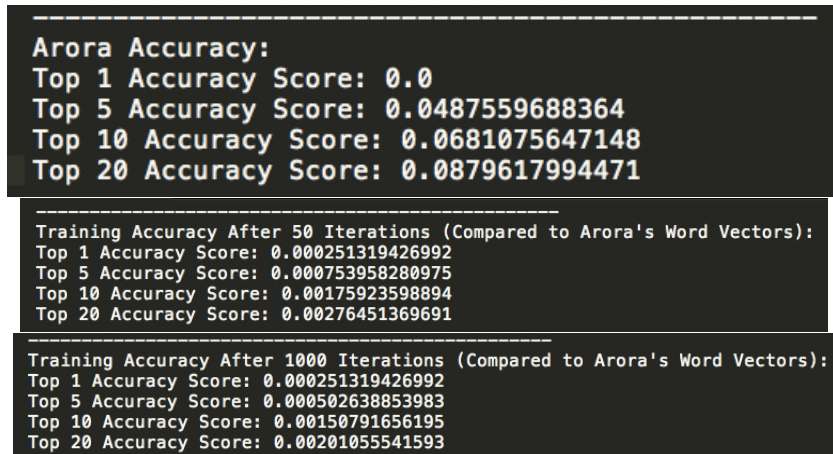 Arora Accuracy:
Top 1 Accuracy Score: 0.0
Top 5 Accuracy Score: 0.0487559688364
Top 10 Accuracy Score: 0.0681075647148
Top 20 Accuracy Score: 0.0879617994471
Training Accuracy After 50 Iterations (Compared to Arora's Word Vectors):
Top 1 Accuracy Score: 0.000251319426992
Top 5 Accuracy Score: 0.000753958280975
Top 10 Accuracy Score: 0.00175923598894
Top 20 Accuracy Score: 0.00276451369691
Training Accuracy After 1000 Iterations (Compared to Arora's Word Vectors):
Top 1 Accuracy Score: 0.000251319426992
Top 5 Accuracy Score: 0.000502638853983
Top 10 Accuracy Score: 0.00150791656195
Top 20 Accuracy Score: 0.00201055541593